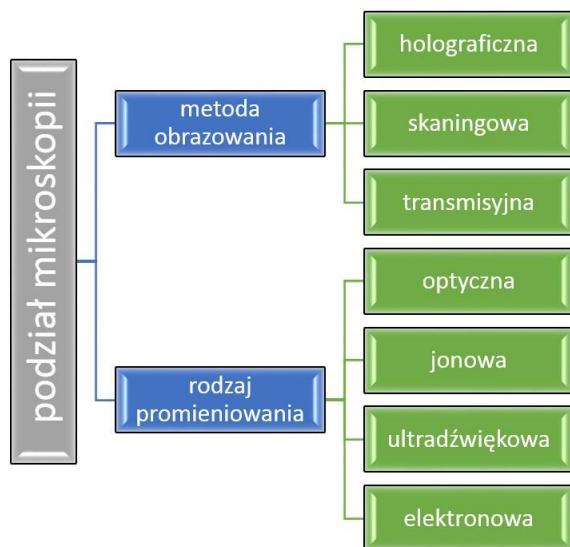 podział mikroskopii
metoda
obrazowania
holograficzna
skaningowa
transmisyjna
rodzaj
promieniowania
optyczna
jonowa
ultradźwiękowa
elektronowa